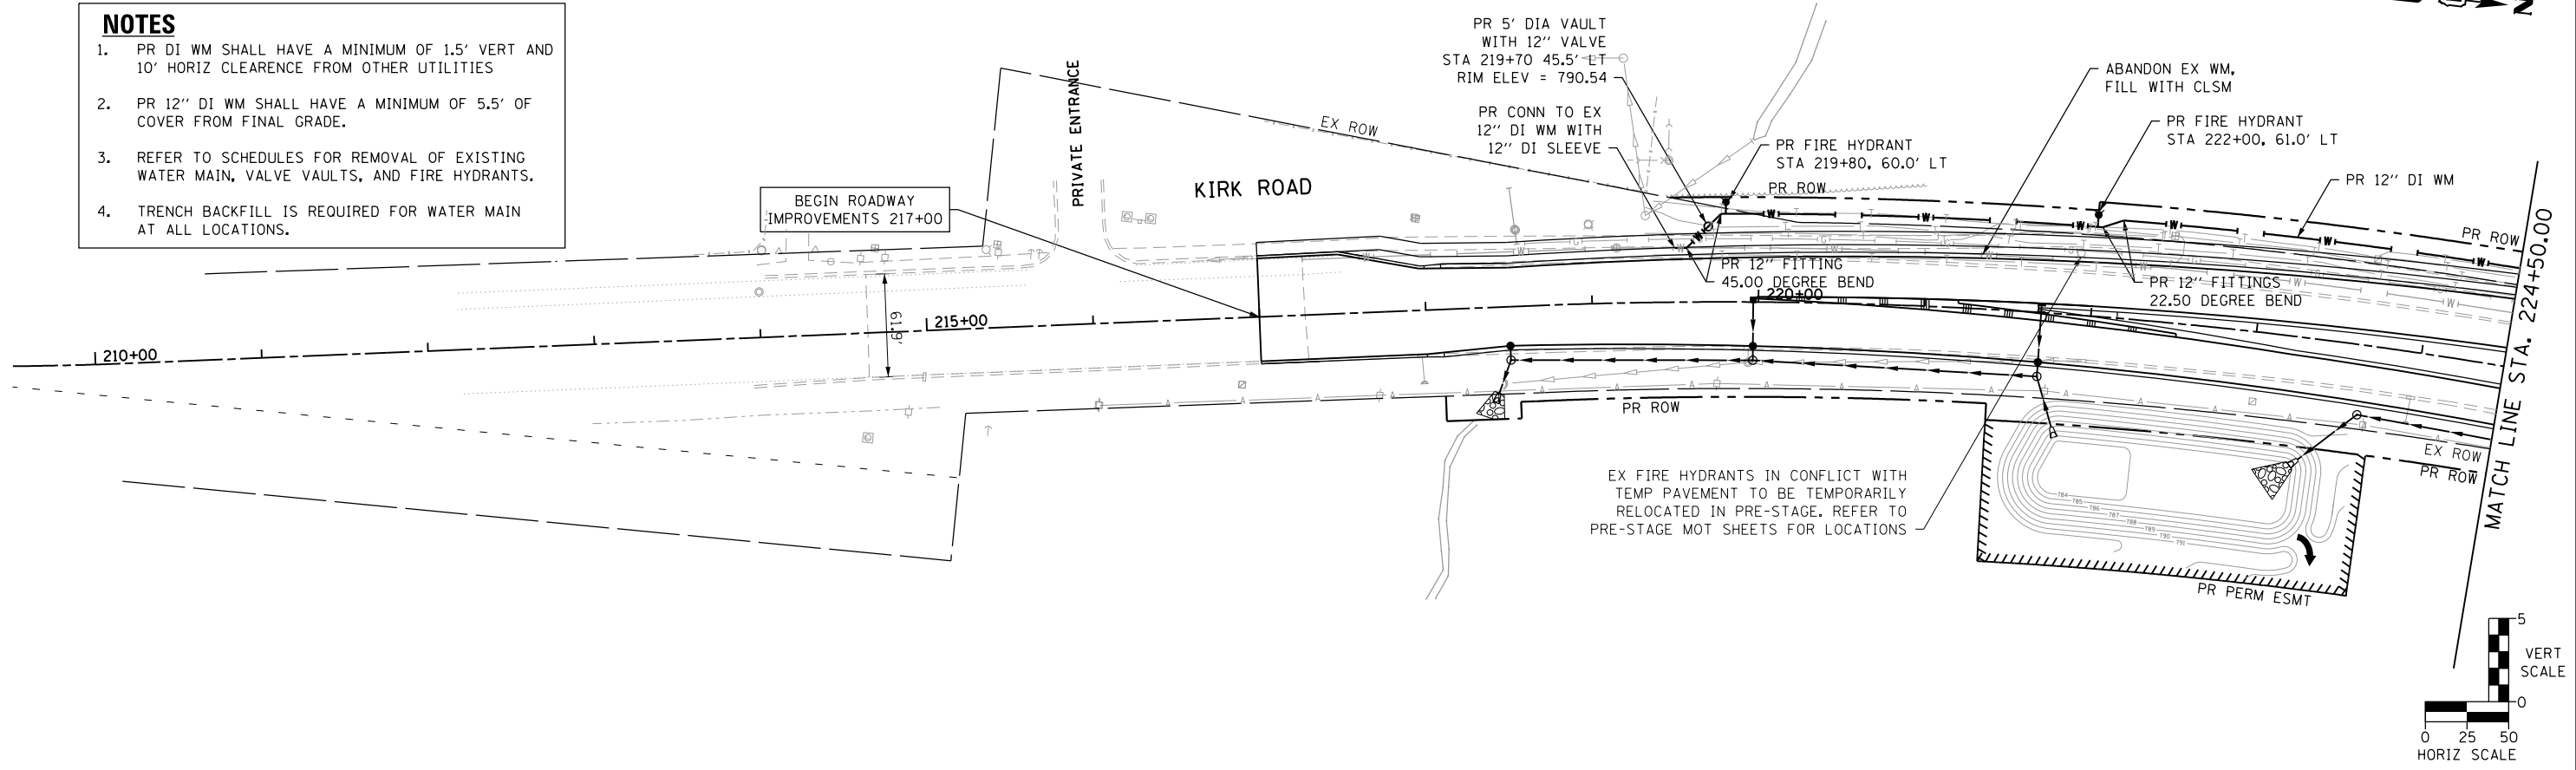 NOTES
1. PR DI WM SHALL HAVE A MINIMUM OF 1.5' VERT AND
10' HORIZ CLEARENCE FROM OTHER UTILITIES
2. PR 12'' DI WM SHALL HAVE A MINIMUM OF 5.5' OF
COVER FROM FINAL GRADE.
3. REFER TO SCHEDULES FOR REMOVAL OF EXISTING
WATER MAIN, VALVE VAULTS, AND FIRE HYDRANTS.
4. TRENCH BACKFILL IS REQUIRED FOR WATER MAIN
AT ALL LOCATIONS.
N
PR 5' DIA VAULT
WITH 12'' VALVE
STA 219+70 45.5' LT
RIM ELEV = 790.54
PR CONN TO EX
12'' DI WM WITH
12'' DI SLEEVE
PR FIRE HYDRANT
STA 219+80, 60.0' LT
ABANDON EX WM,
FILL WITH CLSM
PR FIRE HYDRANT
STA 222+00, 61.0' LT
PR 12'' DI WM
PRIVATE ENTRANCE
EX ROW
KIRK ROAD
PR ROW
PR ROW
BEGIN ROADWAY
IMPROVEMENTS 217+00
PR 12'' FITTING
45.00 DEGREE BEND
PR 12'' FITTINGS
22.50 DEGREE BEND
210+00
215+00
220+00
61.9'
MATCH LINE STA. 224+50.00
PR ROW
EX ROW
PR ROW
EX FIRE HYDRANTS IN CONFLICT WITH
TEMP PAVEMENT TO BE TEMPORARILY
RELOCATED IN PRE-STAGE. REFER TO
PRE-STAGE MOT SHEETS FOR LOCATIONS
784
785
786
787
788
789
790
791
PR PERM ESMT
5
VERT
SCALE
0
0 25 50
HORIZ SCALE